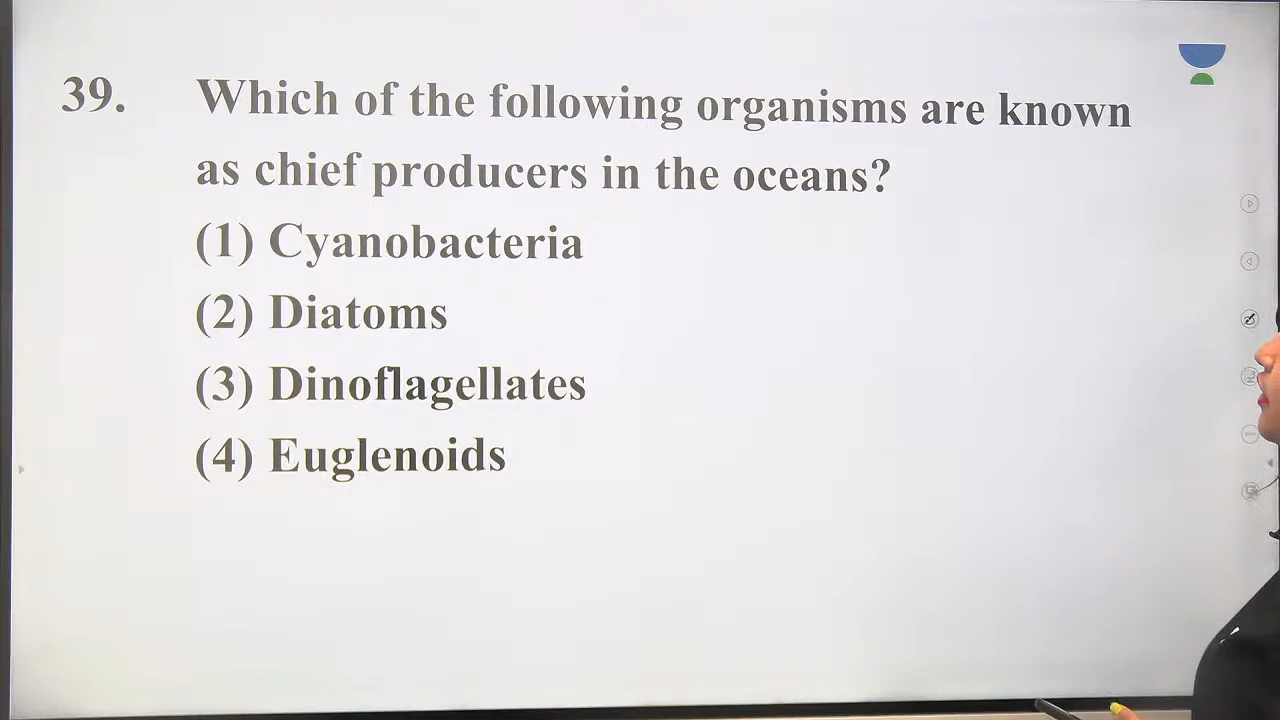 39. Which of the following organisms are known
as chief producers in the oceans?
(1) Cyanobacteria
(2) Diatoms
(3) Dinoflagellates
(4) Euglenoids